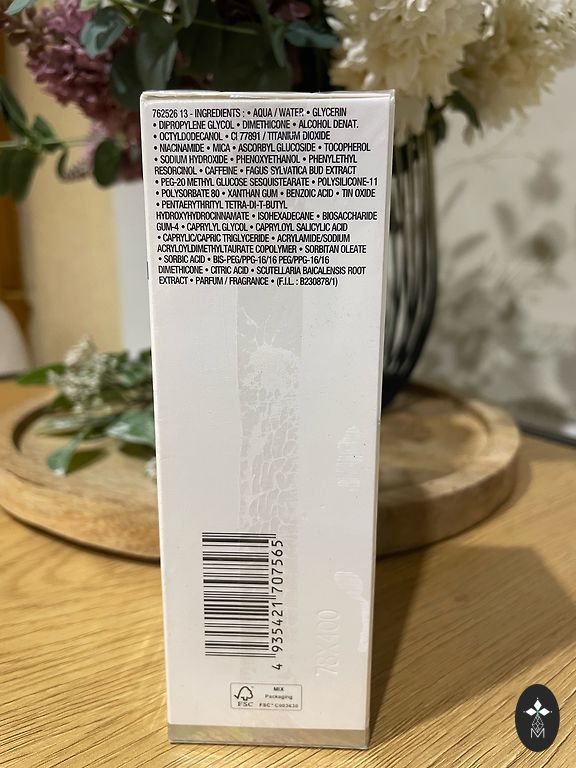 762526 13 - INGREDIENTS : • AQUA / WATER • GLYCERIN
• DIPROPYLENE GLYCOL • DIMETHICONE • ALCOHOL DENAT.
• OCTYLDODECANOL • CI 77891 / TITANIUM DIOXIDE
• NIACINAMIDE • MICA • ASCORBYL GLUCOSIDE • TOCOPHEROL
• SODIUM HYDROXIDE • PHENOXYETHANOL • PHENYLETHYL
RESORCINOL • CAFFEINE • FAGUS SYLVATICA BUD EXTRACT
• PEG-20 METHYL GLUCOSE SESQUISTEARATE • POLYSILICONE-11
• POLYSORBATE 80 • XANTHAN GUM • BENZOIC ACID • TIN OXIDE
• PENTAERYTHRITYL TETRA-DI-T-BUTYL
HYDROXYHYDROCINNAMATE • ISOHEXADECANE • BIOSACCHARIDE
GUM-4 • CAPRYLYL GLYCOL • CAPRYLOYL SALICYLIC ACID
• CAPRYLIC/CAPRIC TRIGLYCERIDE • ACRYLAMIDE/SODIUM
ACRYLOYLDIMETHYLTAURATE COPOLYMER • SORBITAN OLEATE
• SORBIC ACID • BIS-PEG/PPG-16/16 PEG/PPG-16/16
DIMETHICONE • CITRIC ACID • SCUTELLARIA BAICALENSIS ROOT
EXTRACT • PARFUM / FRAGRANCE • (F.I.L. : B230878/1)
4 935421 707565
78X400
FSC
MIX
Packaging
FSC® C003630
M